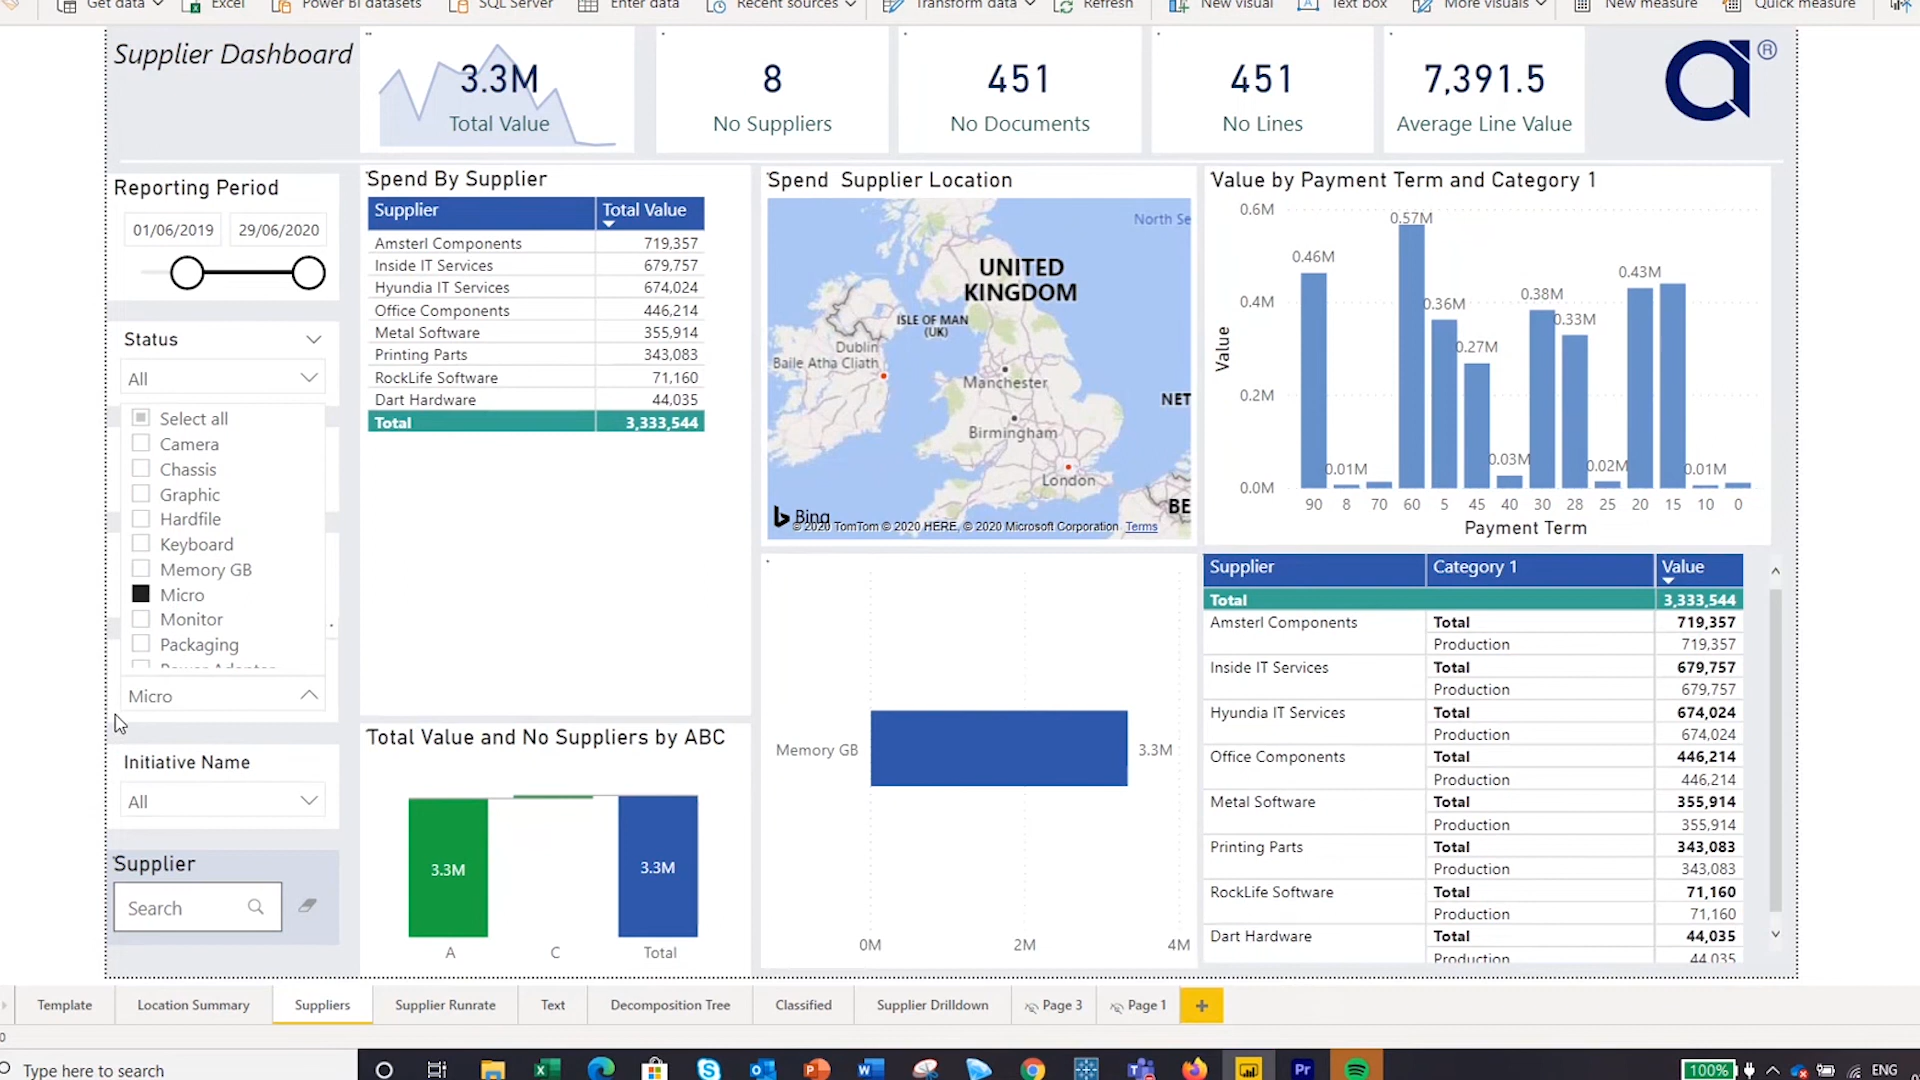 Get data
Excel
Power BI datasets
SQL Server
Enter data
Recent sources
Transform data
Refresh
New visual
Text box
More visuals
New measure
Quick measure
Supplier Dashboard
3.3M
Total Value
8
No Suppliers
451
No Documents
451
No Lines
7,391.5
Average Line Value
®
Reporting Period
01/06/2019 29/06/2020
Status
All
Select all
Camera
Chassis
Graphic
Hardfile
Keyboard
Memory GB
Micro
Monitor
Packaging
Power Adapter
Micro
Initiative Name
All
Supplier
Search
Spend By Supplier
Supplier Total Value
Amsterl Components 719,357
Inside IT Services 679,757
Hyundia IT Services 674,024
Office Components 446,214
Metal Software 355,914
Printing Parts 343,083
RockLife Software 71,160
Dart Hardware 44,035
Total 3,333,544
Total Value and No Suppliers by ABC
3.3M 3.3M
A C Total
Spend Supplier Location
North Se
UNITED
KINGDOM
ISLE OF MAN
(UK)
Dublin
Baile Atha Cliath
Manchester
NET
Birmingham
London
BE
Bing
© 2020 TomTom © 2020 HERE, © 2020 Microsoft Corporation Terms
Memory GB 3.3M
0M 2M 4M
Value by Payment Term and Category 1
0.6M
0.4M
0.2M
0.0M
Value
0.46M 0.01M 0.57M 0.36M 0.27M 0.03M 0.38M 0.33M 0.02M 0.43M 0.01M
90 8 70 60 5 45 40 30 28 25 20 15 10 0
Payment Term
Supplier Category 1 Value
Total 3,333,544
Amsterl Components Total 719,357
Production 719,357
Inside IT Services Total 679,757
Production 679,757
Hyundia IT Services Total 674,024
Production 674,024
Office Components Total 446,214
Production 446,214
Metal Software Total 355,914
Production 355,914
Printing Parts Total 343,083
Production 343,083
RockLife Software Total 71,160
Production 71,160
Dart Hardware Total 44,035
Production 44,035
Template
Location Summary
Suppliers
Supplier Runrate
Text
Decomposition Tree
Classified
Supplier Drilldown
Page 3
Page 1
+
Type here to search
100%
ENG